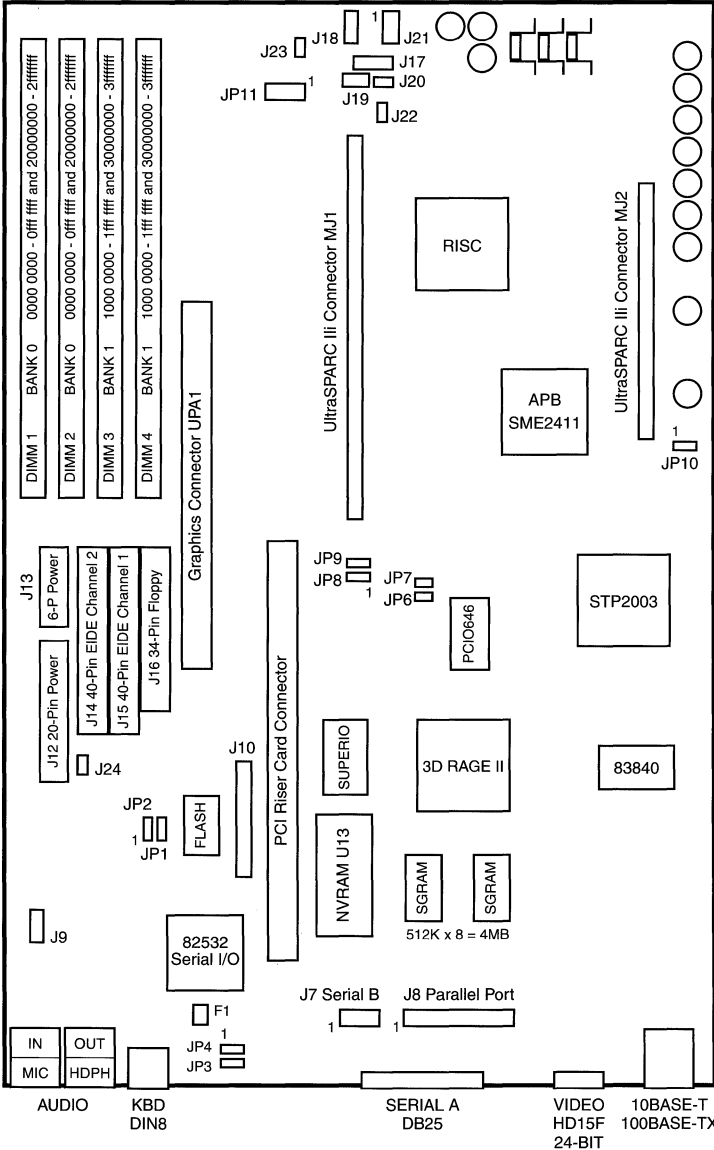 1
J18
J21
J23
J17
1
JP11
J19
J20
J22
DIMM 1 BANK 0 0000 0000 - 0fff ffff and 20000000 - 2fffffff
DIMM 2 BANK 0 0000 0000 - 0fff ffff and 20000000 - 2fffffff
DIMM 3 BANK 1 1000 0000 - 1fff ffff and 30000000 - 3fffffff
DIMM 4 BANK 1 1000 0000 - 1fff ffff and 30000000 - 3fffffff
Graphics Connector UPA1
UltraSPARC IIi Connector MJ1
RISC
UltraSPARC IIi Connector MJ2
APB
SME2411
1
JP10
J13
6-P Power
J14 40-Pin EIDE Channel 2
J15 40-Pin EIDE Channel 1
J16 34-Pin Floppy
J12 20-Pin Power
J24
JP9
JP8
1
JP7
JP6
PCIO646
STP2003
PCI Riser Card Connector
J10
SUPERIO
3D RAGE II
83840
JP2
1
JP1
FLASH
NVRAM U13
SGRAM
SGRAM
512K x 8 = 4MB
J9
82532
Serial I/O
F1
J7 Serial B
1
J8 Parallel Port
1
1
JP4
JP3
IN
OUT
MIC
HDPH
AUDIO
KBD
DIN8
SERIAL A
DB25
VIDEO
HD15F
24-BIT
10BASE-T
100BASE-TX